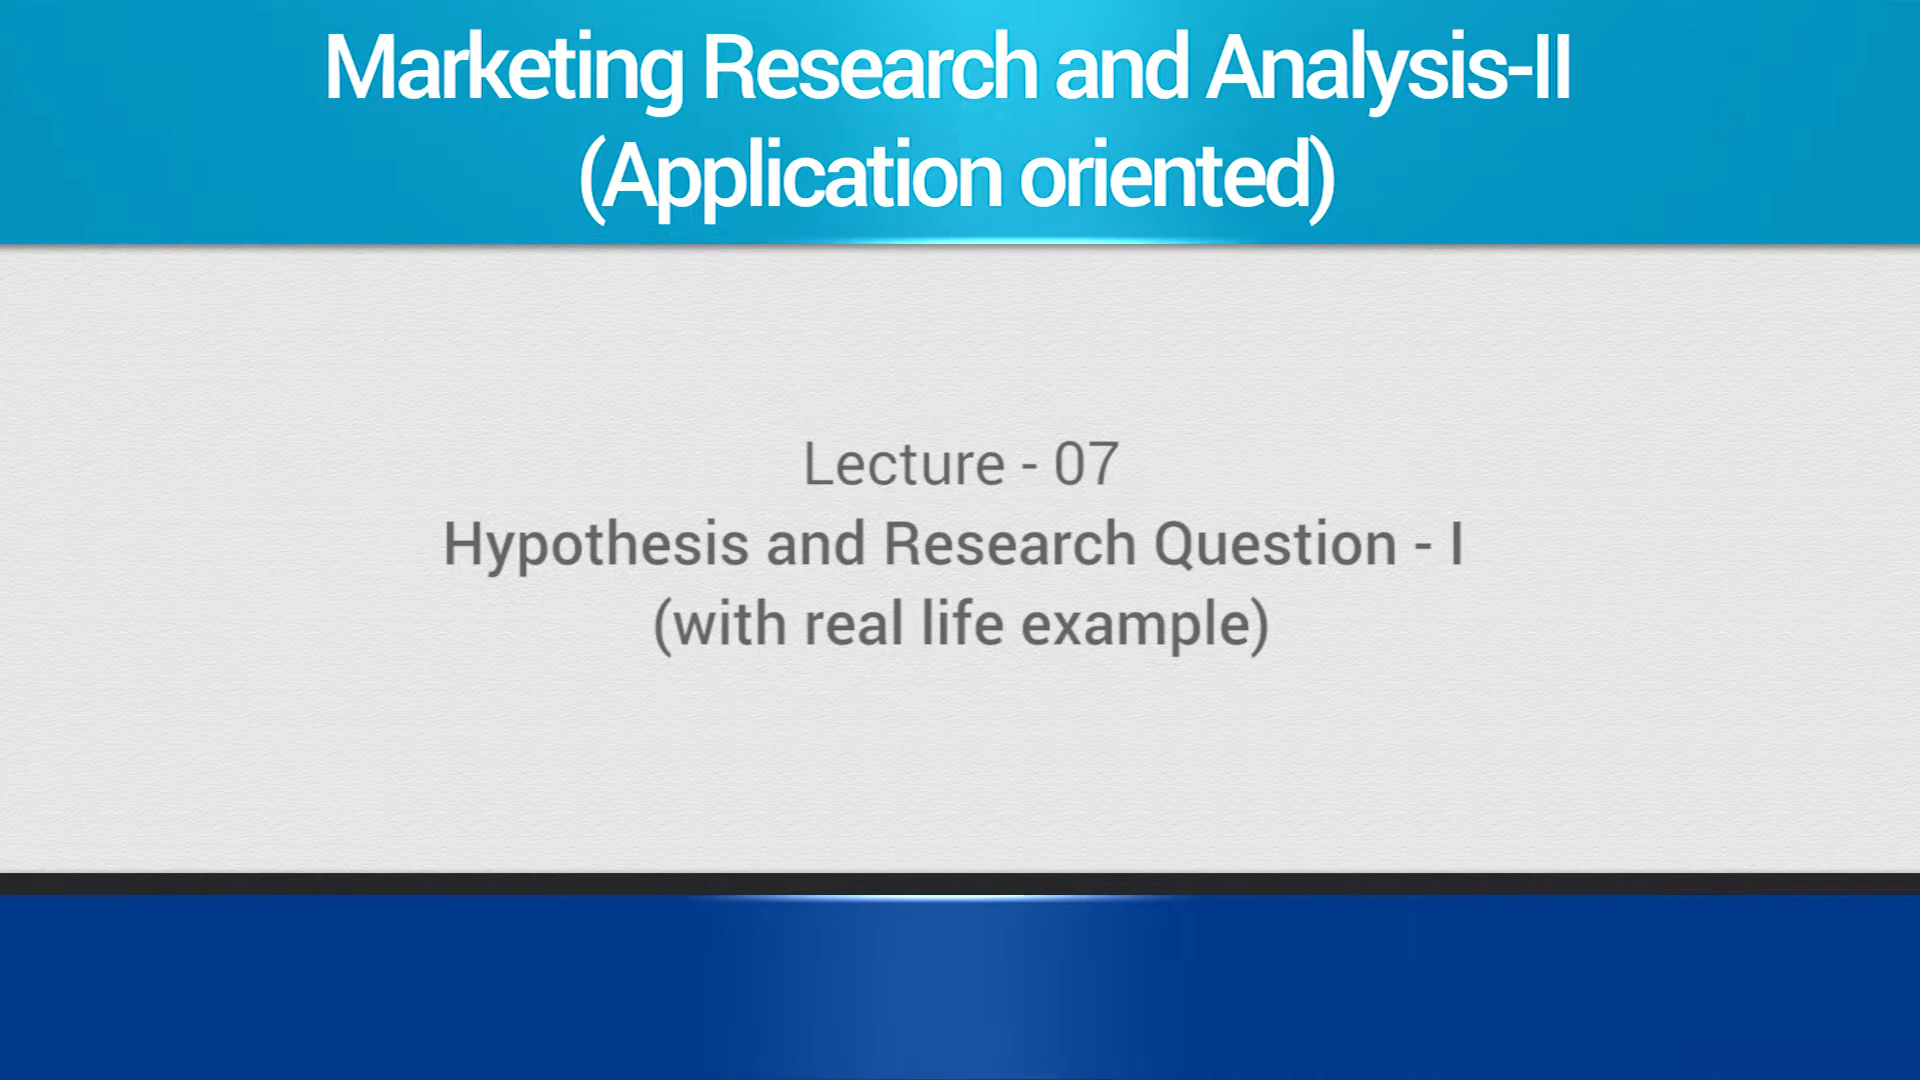 Marketing Research and Analysis-II
(Application oriented)
Lecture - 07
Hypothesis and Research Question - I
(with real life example)